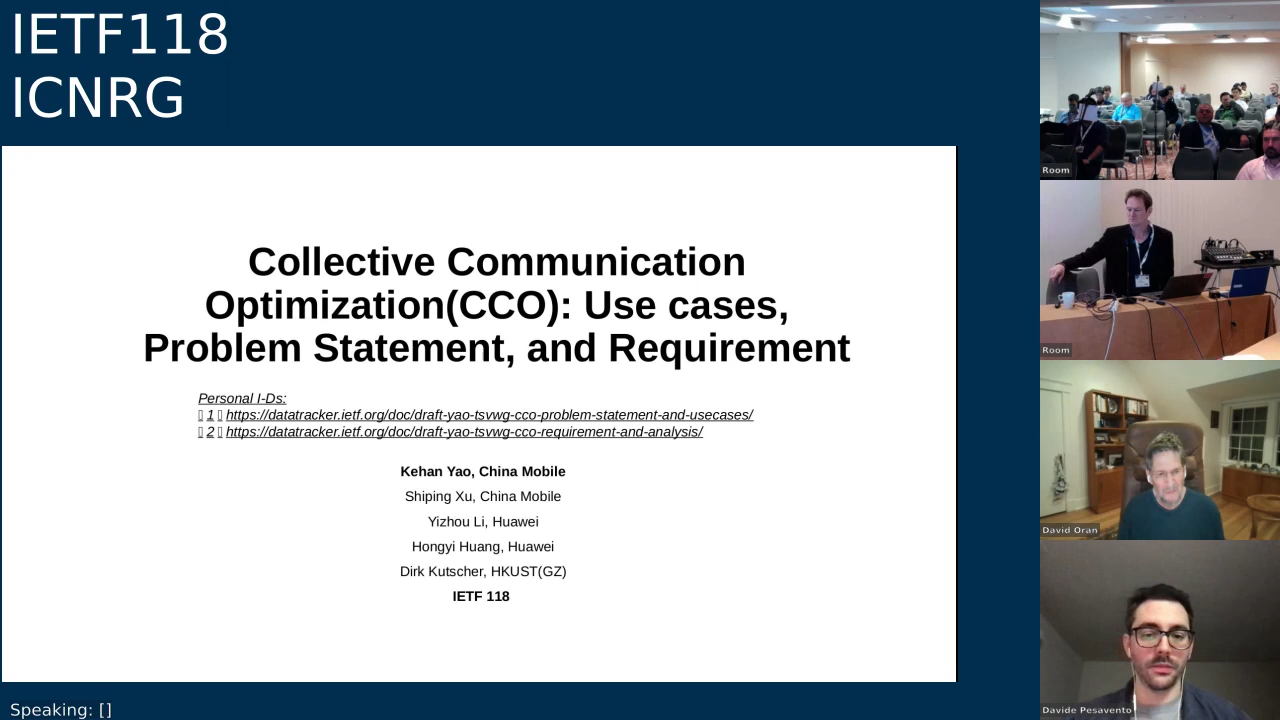 IETF118
ICNRG
Collective Communication
Optimization(CCO): Use cases,
Problem Statement, and Requirement
Personal I-Ds:
1 https://datatracker.ietf.org/doc/draft-yao-tsvwg-cco-problem-statement-and-usecases/
2 https://datatracker.ietf.org/doc/draft-yao-tsvwg-cco-requirement-and-analysis/
Kehan Yao, China Mobile
Shiping Xu, China Mobile
Yizhou Li, Huawei
Hongyi Huang, Huawei
Dirk Kutscher, HKUST(GZ)
IETF 118
Speaking: []
Room
Room
David Oran
Davide Pesavento